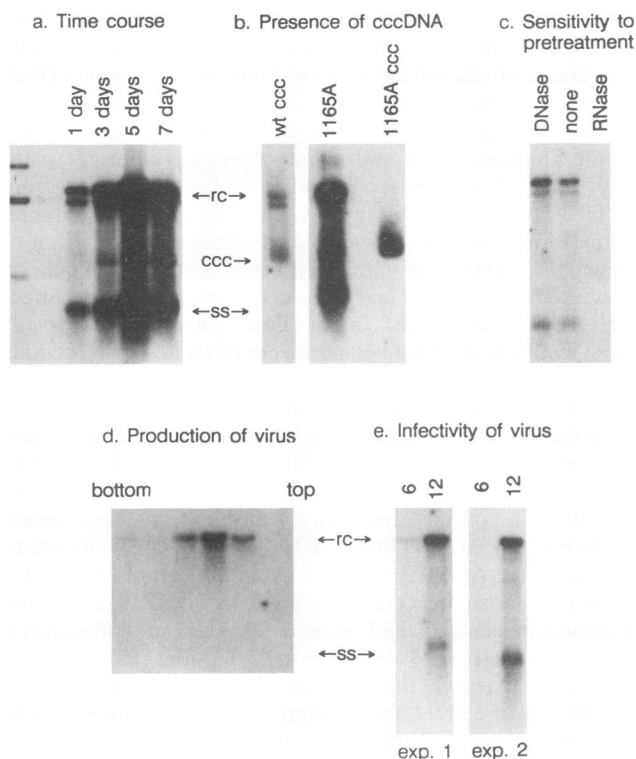 a. Time course
1 day
3 days
5 days
7 days
b. Presence of cccDNA
wt ccc
1165A
1165A ccc
c. Sensitivity to
pretreatment
DNase
none
RNase
←rc→
ccc→
←ss→
d. Production of virus
bottom top
e. Infectivity of virus
6 12 6 12
←rc→
←ss→
exp. 1 exp. 2